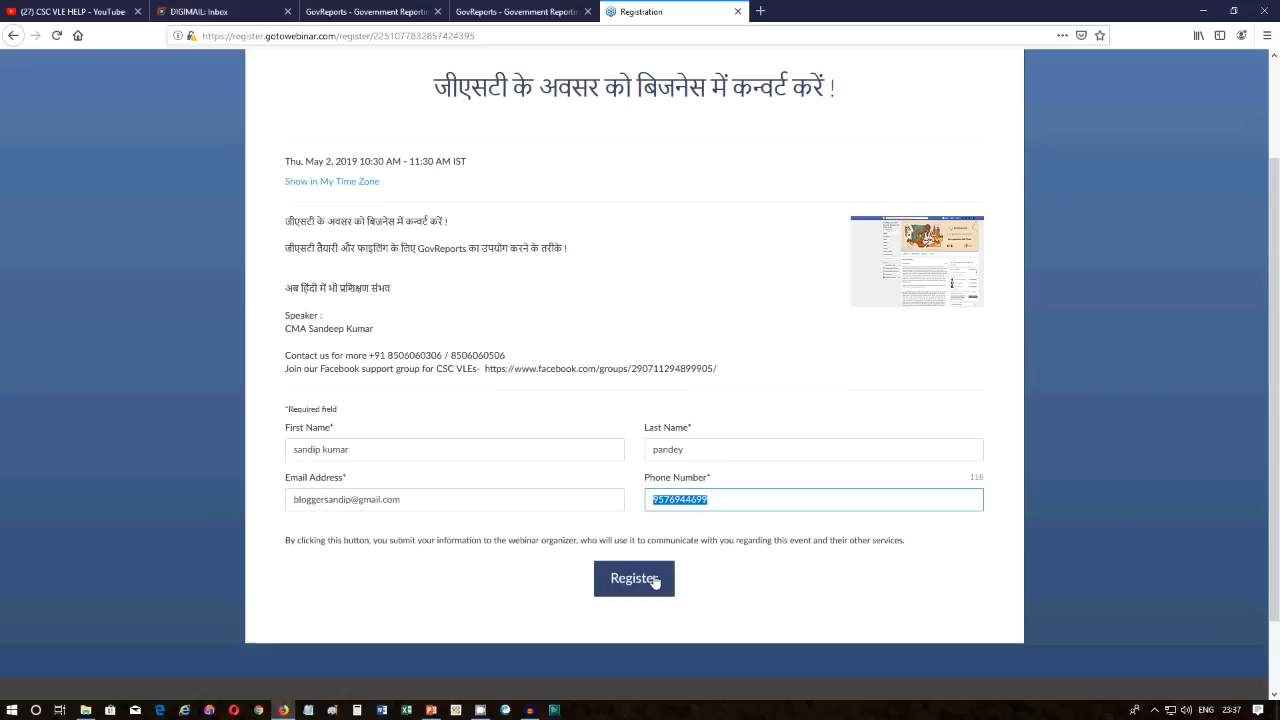 (27) CSC VLE HELP - YouTube
DIGIMAIL: Inbox
GovReports - Government Reportin
GovReports - Government Reportin
Registration
https://register.gotowebinar.com/register/2251077832857424395
जीएसटी के अवसर को बिजनेस में कन्वर्ट करें !
Thu, May 2, 2019 10:30 AM - 11:30 AM IST
Show in My Time Zone
जीएसटी के अवसर को बिजनेस में कन्वर्ट करें !
जीएसटी तैयारी और फाइलिंग के लिए GovReports का उपयोग करने के तरीके !
अब हिंदी में भी प्रशिक्षण संभव
Speaker :
CMA Sandeep Kumar
Contact us for more +91 8506060306 / 8506060506
Join our Facebook support group for CSC VLEs- https://www.facebook.com/groups/290711294899905/
*Required field
First Name*
Last Name*
sandip kumar
pandey
Email Address*
Phone Number*
118
bloggersandip@gmail.com
9576944699
By clicking this button, you submit your information to the webinar organizer, who will use it to communicate with you regarding this event and their other services.
Register
ENG
23:37